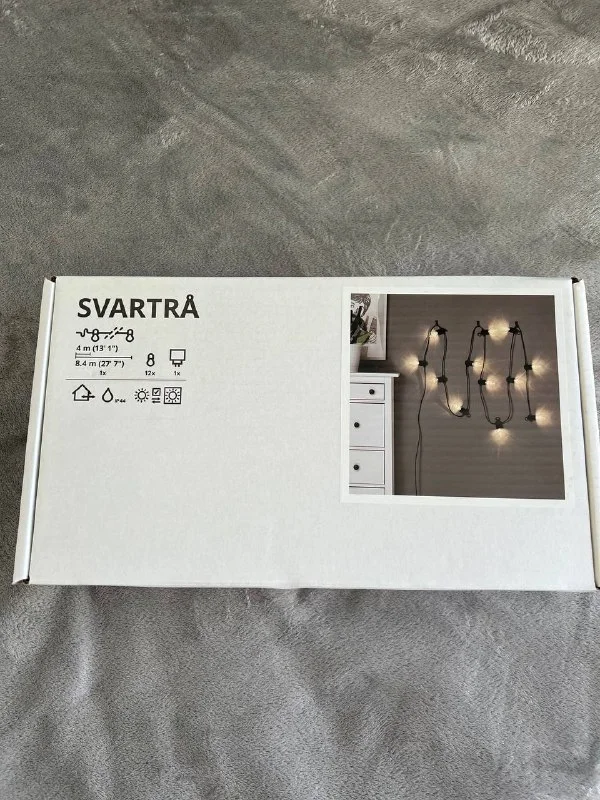 SVARTRÅ
4 m (13' 1")
8.4 m (27' 7")
1x
12x
1x
IP44